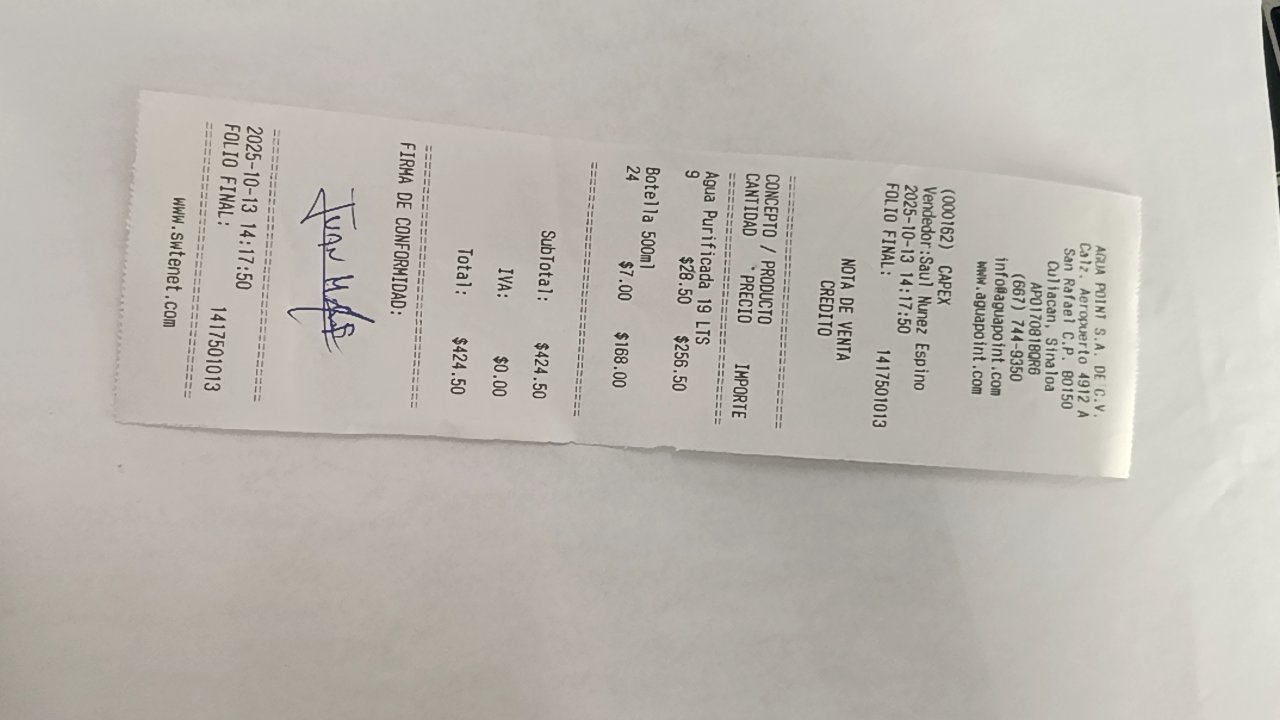 AGUA POINT S.A. DE C.V.
Calz. Aeropuerto 4912 A
San Rafael C.P. 80150
Culiacan, Sinaloa
APO170818QR6
(667) 744-9350
info@aguapoint.com
www.aguapoint.com
(000162) CAPEX
Vendedor:Saul Nunez Espino
2025-10-13 14:17:50
FOLIO FINAL: 1417501013
NOTA DE VENTA
CREDITO
================================
CONCEPTO / PRODUCTO
CANTIDAD PRECIO IMPORTE
================================
Agua Purificada 19 LTS
9 $28.50 $256.50
Botella 500ml
24 $7.00 $168.00
================================
SubTotal: $424.50
IVA: $0.00
Total: $424.50
================================
FIRMA DE CONFORMIDAD:
Juan
================================
2025-10-13 14:17:50
FOLIO FINAL: 1417501013
================================
www.swtenet.com